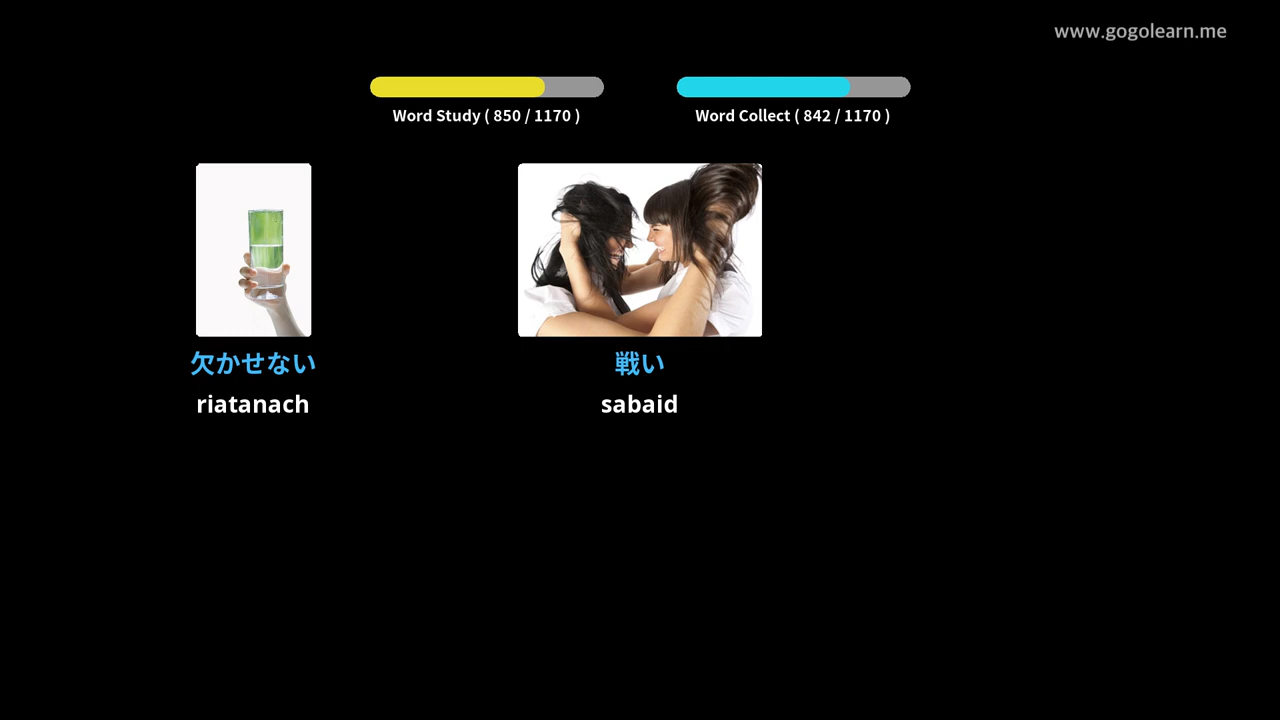 www.gogolearn.me
Word Study ( 850 / 1170 )
Word Collect ( 842 / 1170 )
欠かせない
riatanach
戦い
sabaid